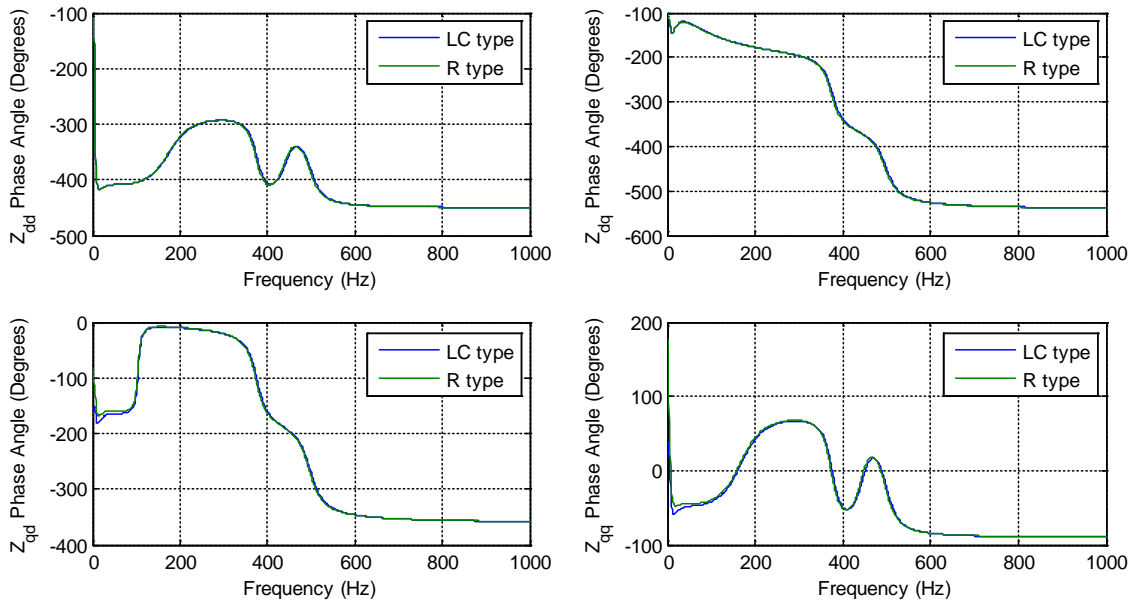 -100
-200
-300
-400
-500
0
200
400
600
800
1000
Frequency (Hz)
Zdd Phase Angle (Degrees)
LC type
R type
-100
-200
-300
-400
-500
-600
0
200
400
600
800
1000
Frequency (Hz)
Zdq Phase Angle (Degrees)
LC type
R type
0
-100
-200
-300
-400
0
200
400
600
800
1000
Frequency (Hz)
Zqd Phase Angle (Degrees)
LC type
R type
200
100
0
-100
0
200
400
600
800
1000
Frequency (Hz)
Zqq Phase Angle (Degrees)
LC type
R type